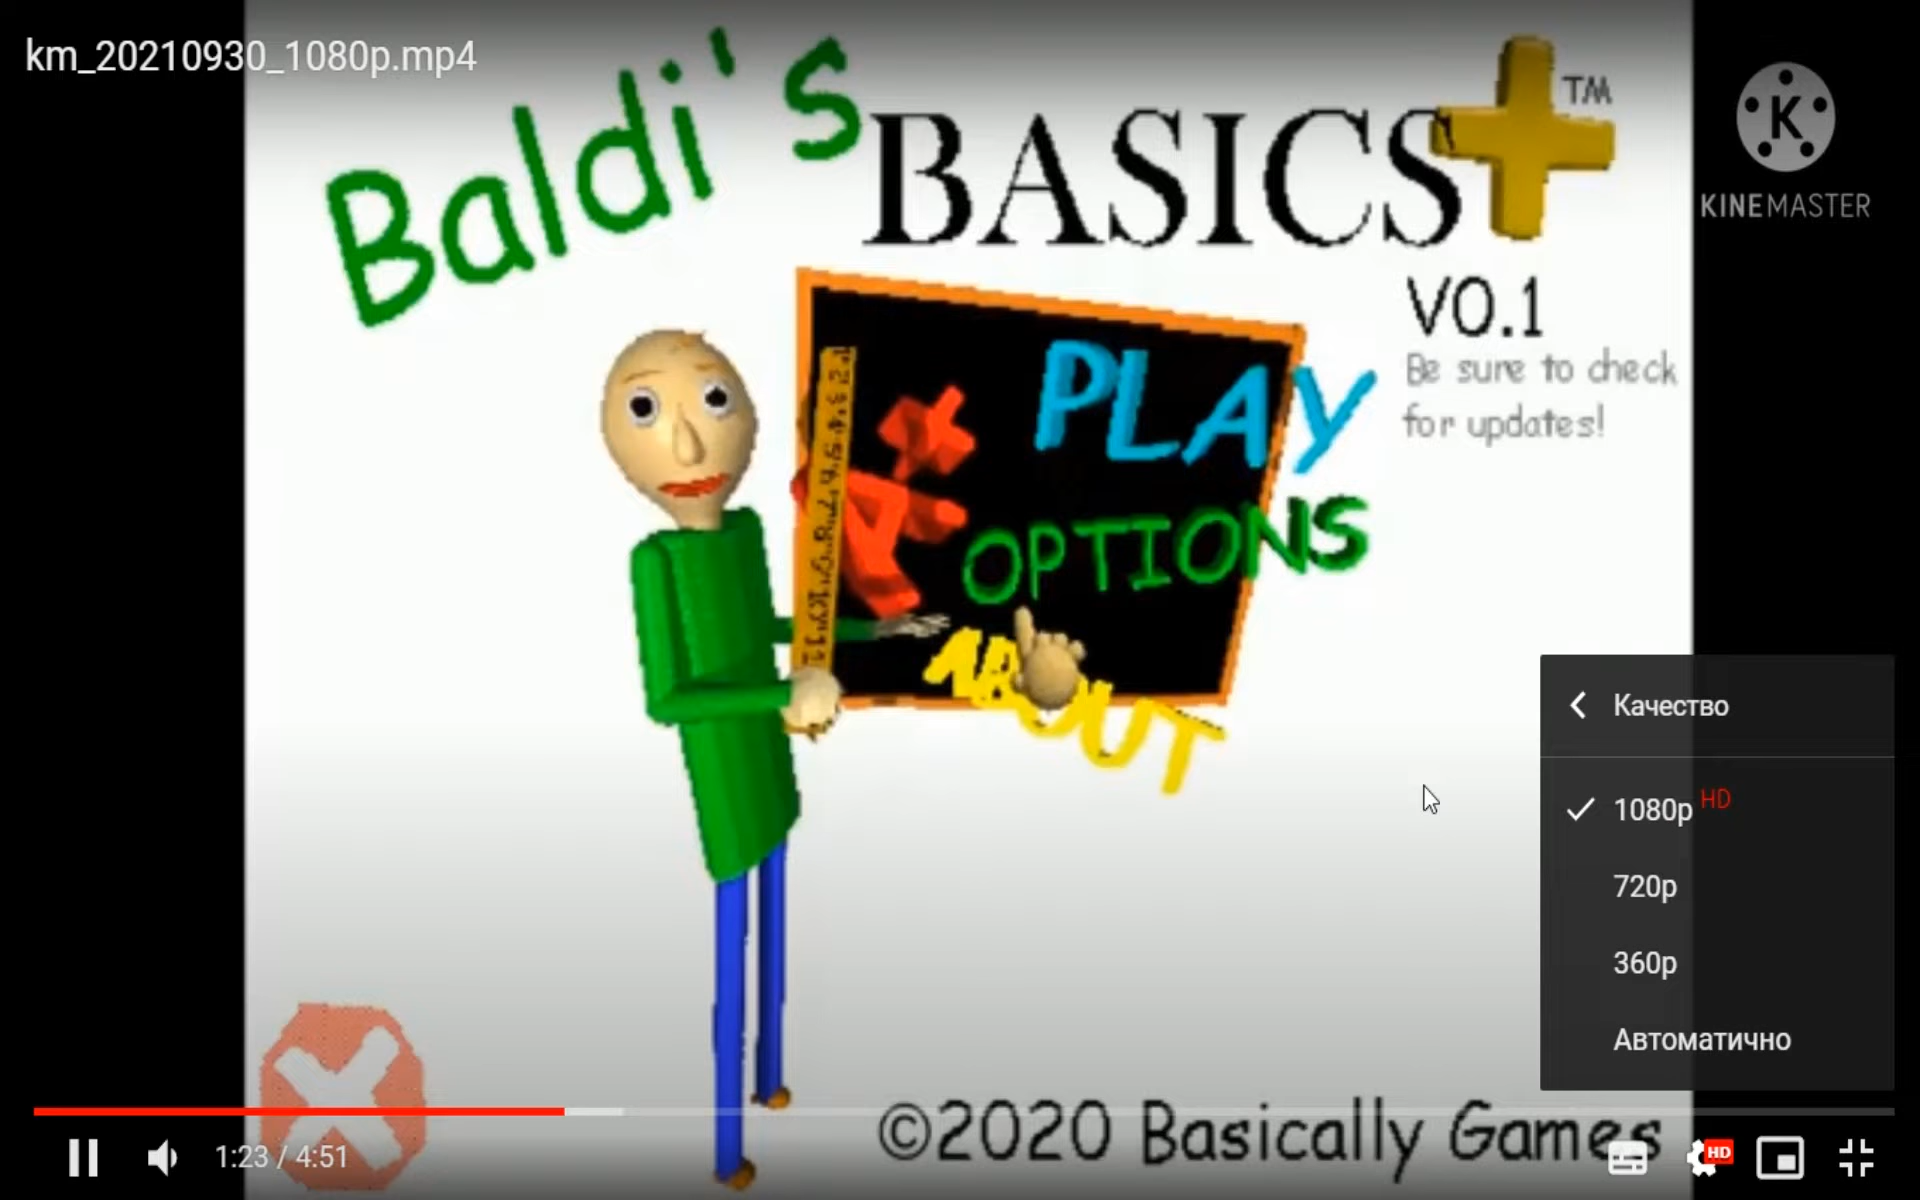 km_20210930_1080p.mp4
Baldi's
BASICS
TM
KINEMASTER
V0.1
Be sure to check
for updates!
PLAY
OPTIONS
ABOUT
Качество
1080p HD
720p
360p
Автоматично
©2020 Basically Games
1:23 / 4:51
HD